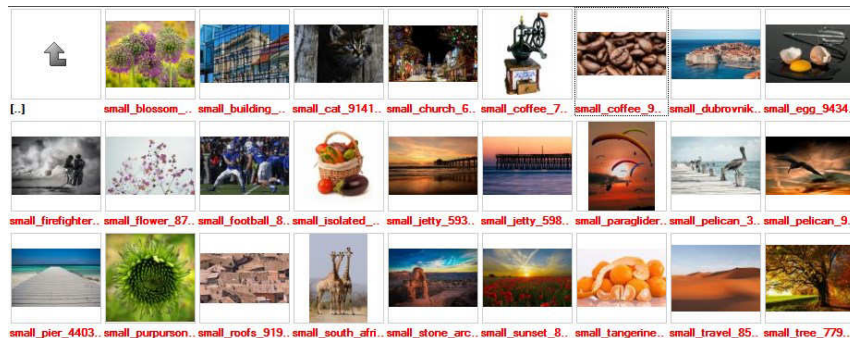 [..]
small_blossom_..
small_building_..
small_cat_9141..
small_church_6..
small_coffee_7..
small_coffee_9..
small_dubrovnik..
small_egg_9434..
small_firefighter..
small_flower_87..
small_football_8..
small_isolated_..
small_jetty_593..
small_jetty_598..
small_paraglider..
small_pelican_3..
small_pelican_9..
small_pier_4403..
small_purpurson..
small_roofs_919..
small_south_afri..
small_stone_arc..
small_sunset_8..
small_tangerine..
small_travel_85..
small_tree_779..